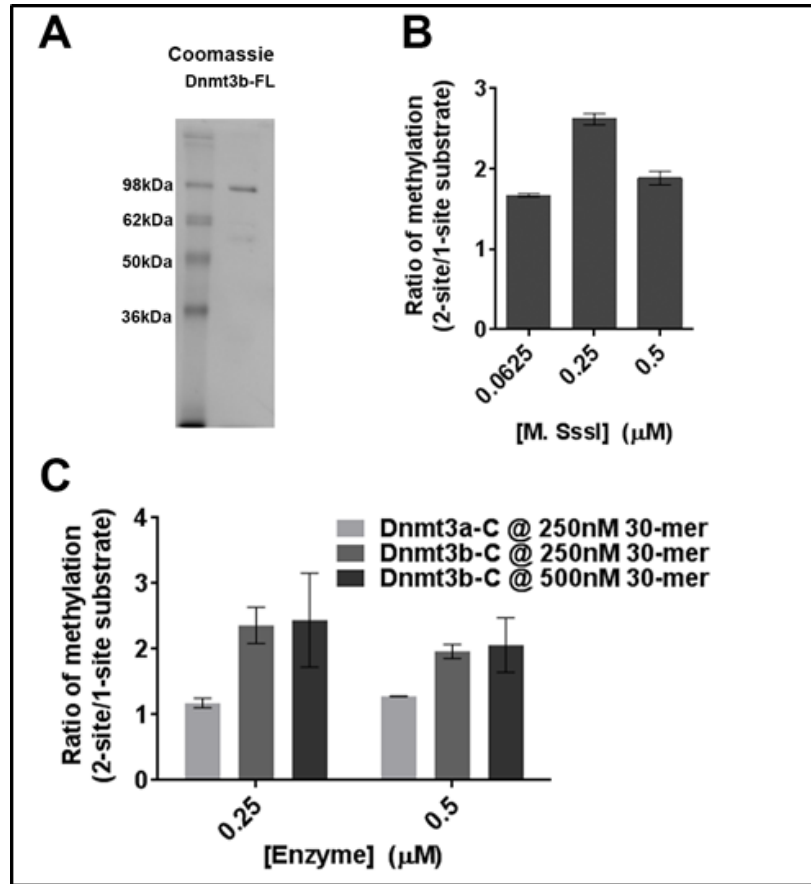 A
Coomassie
Dnmt3b-FL
98kDa
62kDa
50kDa
36kDa
B
Ratio of methylation
(2-site/1-site substrate)
3
2
1
0
0.0625
0.25
0.5
[M. SssI] (μM)
C
Ratio of methylation
(2-site/1-site substrate)
4
3
2
1
0
Dnmt3a-C @ 250nM 30-mer
Dnmt3b-C @ 250nM 30-mer
Dnmt3b-C @ 500nM 30-mer
0.25
0.5
[Enzyme] (μM)